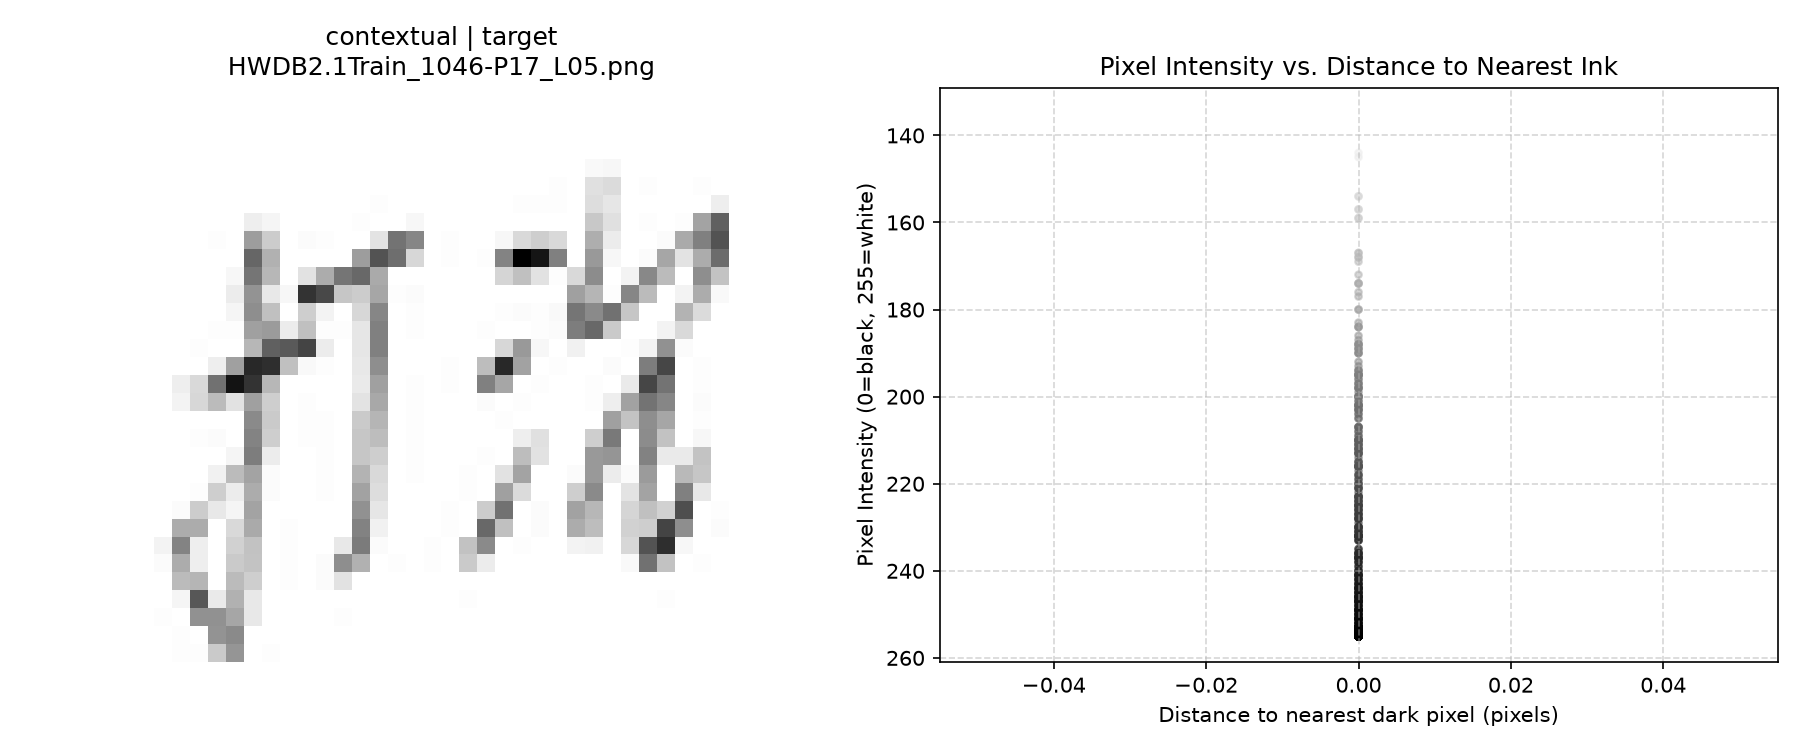 contextual | target
HWDB2.1Train_1046-P17_L05.png
打
Pixel Intensity vs. Distance to Nearest Ink
Pixel Intensity (0=black, 255=white)
140
160
180
200
220
240
260
−0.04 −0.02 0.00 0.02 0.04
Distance to nearest dark pixel (pixels)